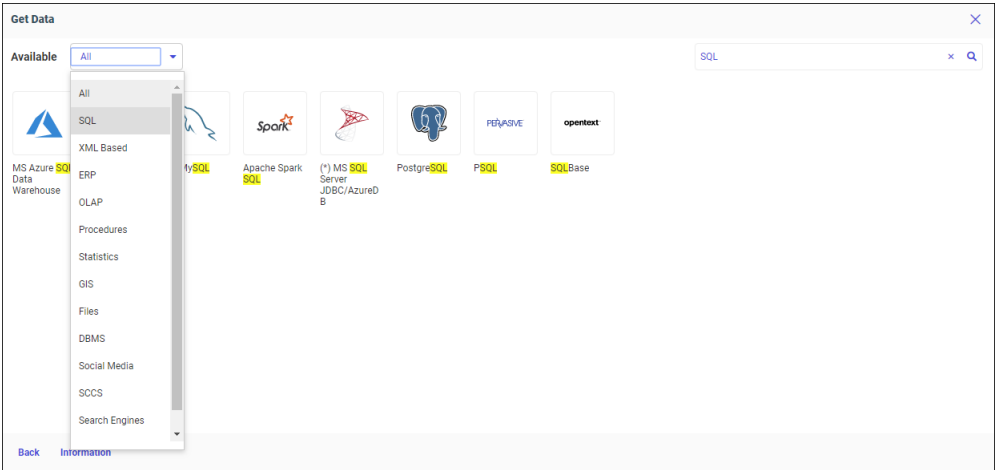 Get Data
Available All
SQL
All
SQL
XML Based
ERP
OLAP
Procedures
Statistics
GIS
Files
DBMS
Social Media
SCCS
Search Engines
Spark
PERVASIVE
opentext
MS Azure SQL
Data
Warehouse
MySQL
Apache Spark
SQL
(*) MS SQL
Server
JDBC/AzureD
B
PostgreSQL
PSQL
SQLBase
Back Information